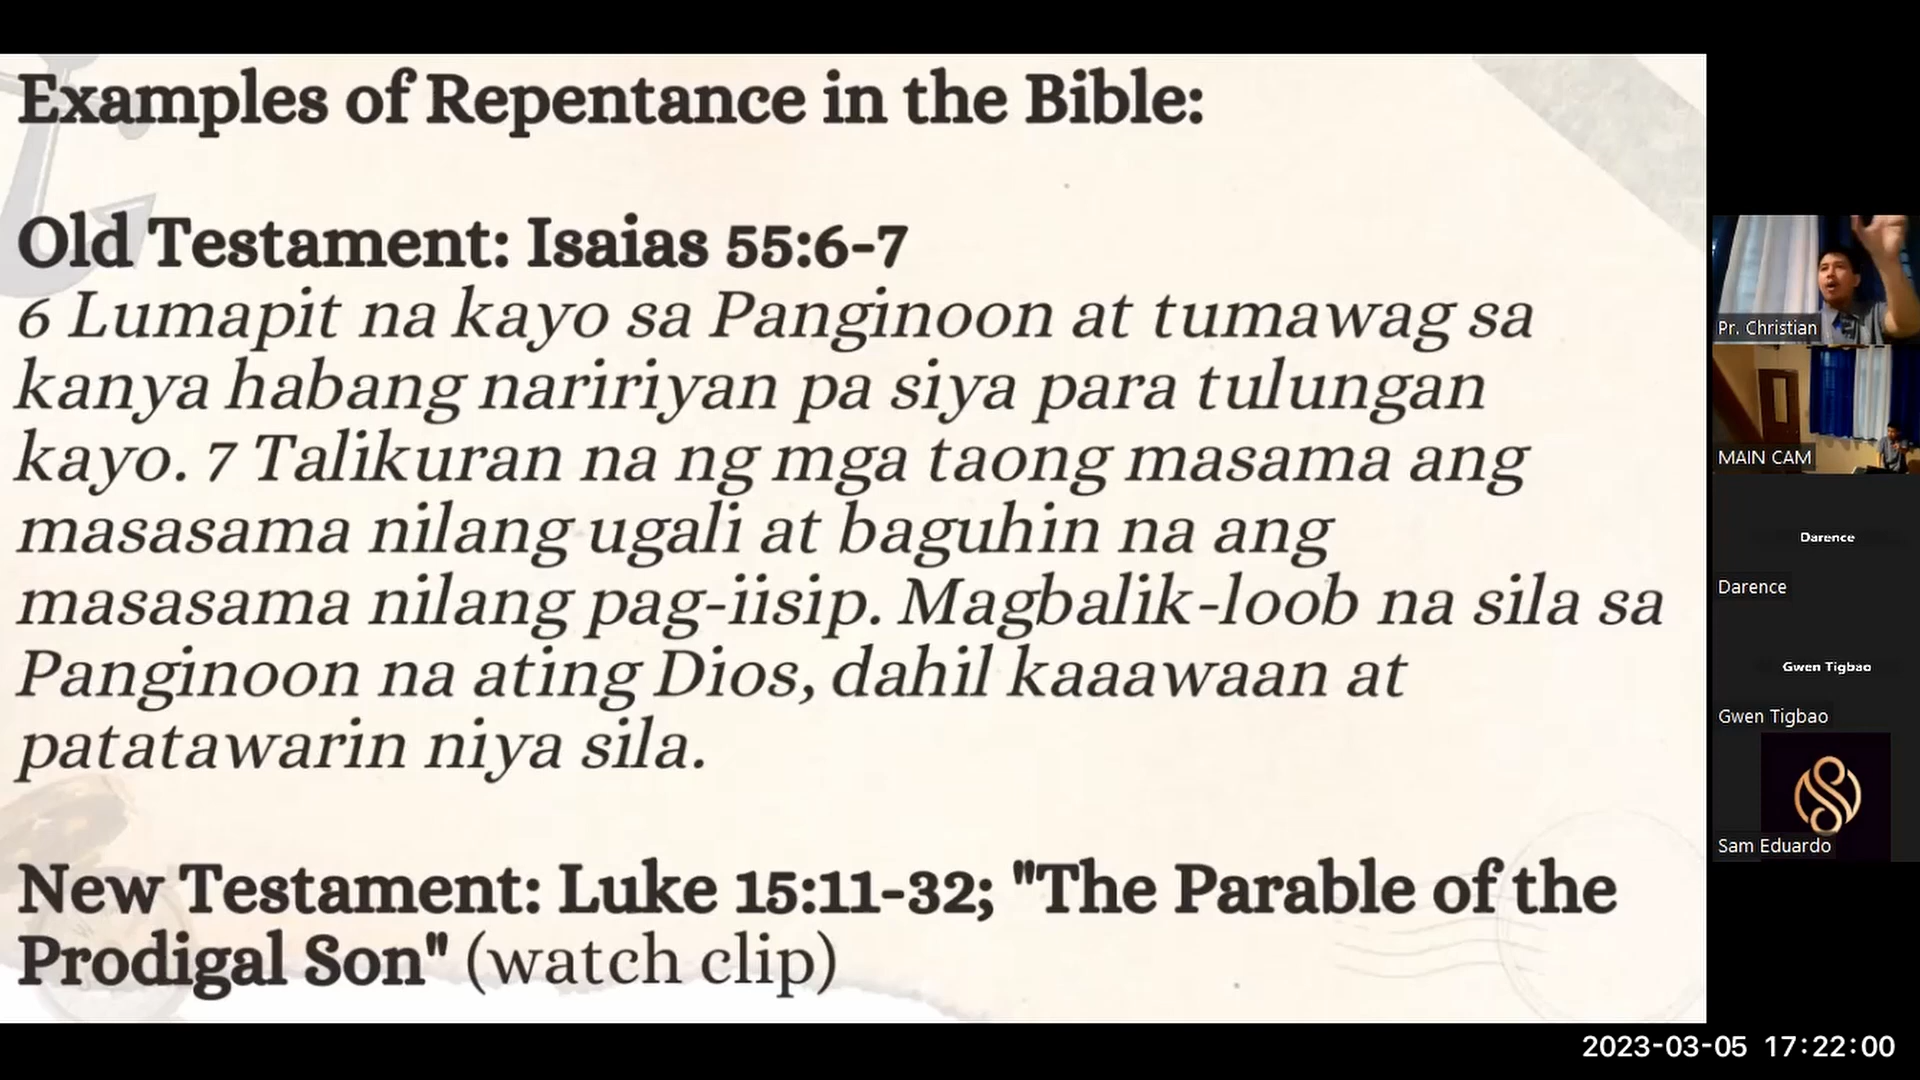 Examples of Repentance in the Bible:
Old Testament: Isaias 55:6-7
6 Lumapit na kayo sa Panginoon at tumawag sa
kanya habang naririyan pa siya para tulungan
kayo. 7 Talikuran na ng mga taong masama ang
masasama nilang ugali at baguhin na ang
masasama nilang pag-iisip. Magbalik-loob na sila sa
Panginoon na ating Dios, dahil kaaawaan at
patatawarin niya sila.
New Testament: Luke 15:11-32; "The Parable of the
Prodigal Son" (watch clip)
Pr. Christian
MAIN CAM
Darence
Darence
Gwen Tigbao
Gwen Tigbao
Sam Eduardo
2023-03-05 17:22:00